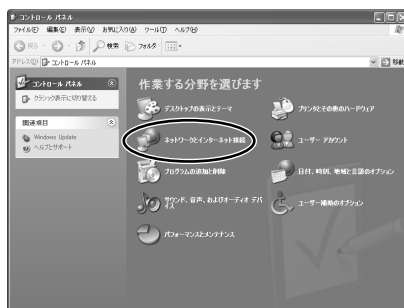 コントロール パネル
ファイル(F) 編集(E) 表示(V) お気に入り(A) ツール(T) ヘルプ(H)
戻る 検索 フォルダ
アドレス(D) コントロール パネル 移動
コントロール パネル
クラシック表示に切り替える
関連項目
Windows Update
ヘルプとサポート
作業する分野を選びます
デスクトップの表示とテーマ
プリンタとその他のハードウェア
ネットワークとインターネット接続
ユーザー アカウント
プログラムの追加と削除
日付、時刻、地域と言語のオプション
サウンド、音声、およびオーディオ デバイス
ユーザー補助のオプション
パフォーマンスとメンテナンス